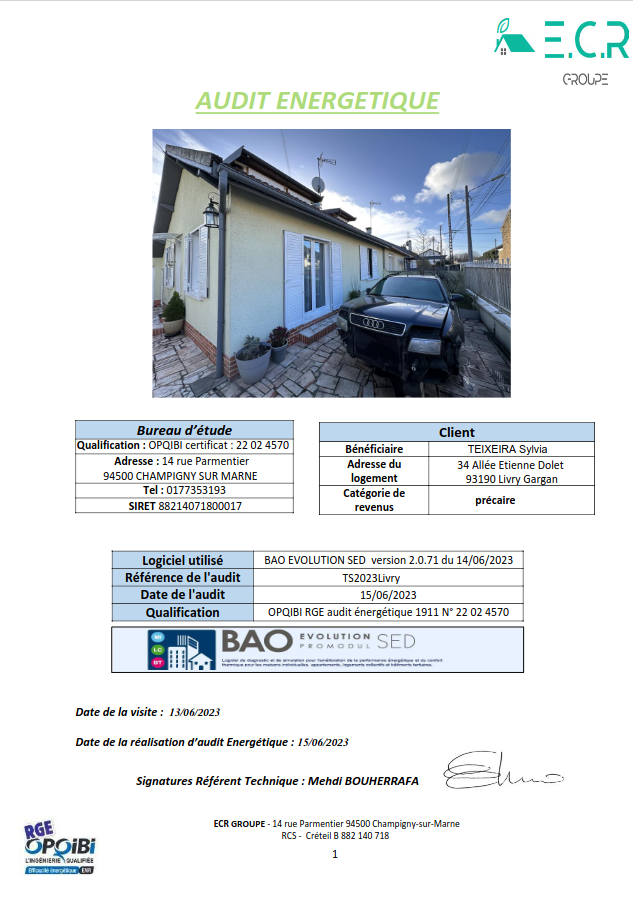 E.C.R
GROUPE
AUDIT ENERGETIQUE
Bureau d’étude
Qualification : OPQIBI certificat : 22 02 4570
Adresse : 14 rue Parmentier
94500 CHAMPIGNY SUR MARNE
Tel : 0177353193
SIRET 88214071800017
Client
Bénéficiaire TEIXEIRA Sylvia
Adresse du logement 34 Allée Etienne Dolet
93190 Livry Gargan
Catégorie de revenus précaire
Logiciel utilisé BAO EVOLUTION SED version 2.0.71 du 14/06/2023
Référence de l'audit TS2023Livry
Date de l'audit 15/06/2023
Qualification OPQIBI RGE audit énergétique 1911 N° 22 02 4570
MI
LC
BT
BAO EVOLUTION SED
PROMODUL
Logiciel de diagnostic et de simulation pour l'amélioration de la performance énergétique et du confort
thermique pour les maisons individuelles, appartements, logements collectifs et bâtiments tertiaires.
Date de la visite : 13/06/2023
Date de la réalisation d’audit Energétique : 15/06/2023
Signatures Référent Technique : Mehdi BOUHERRAFA
RGE
OPQIBI
L'INGÉNIERIE QUALIFIÉE
Efficacité énergétique
ECR GROUPE - 14 rue Parmentier 94500 Champigny-sur-Marne
RCS - Créteil B 882 140 718
1